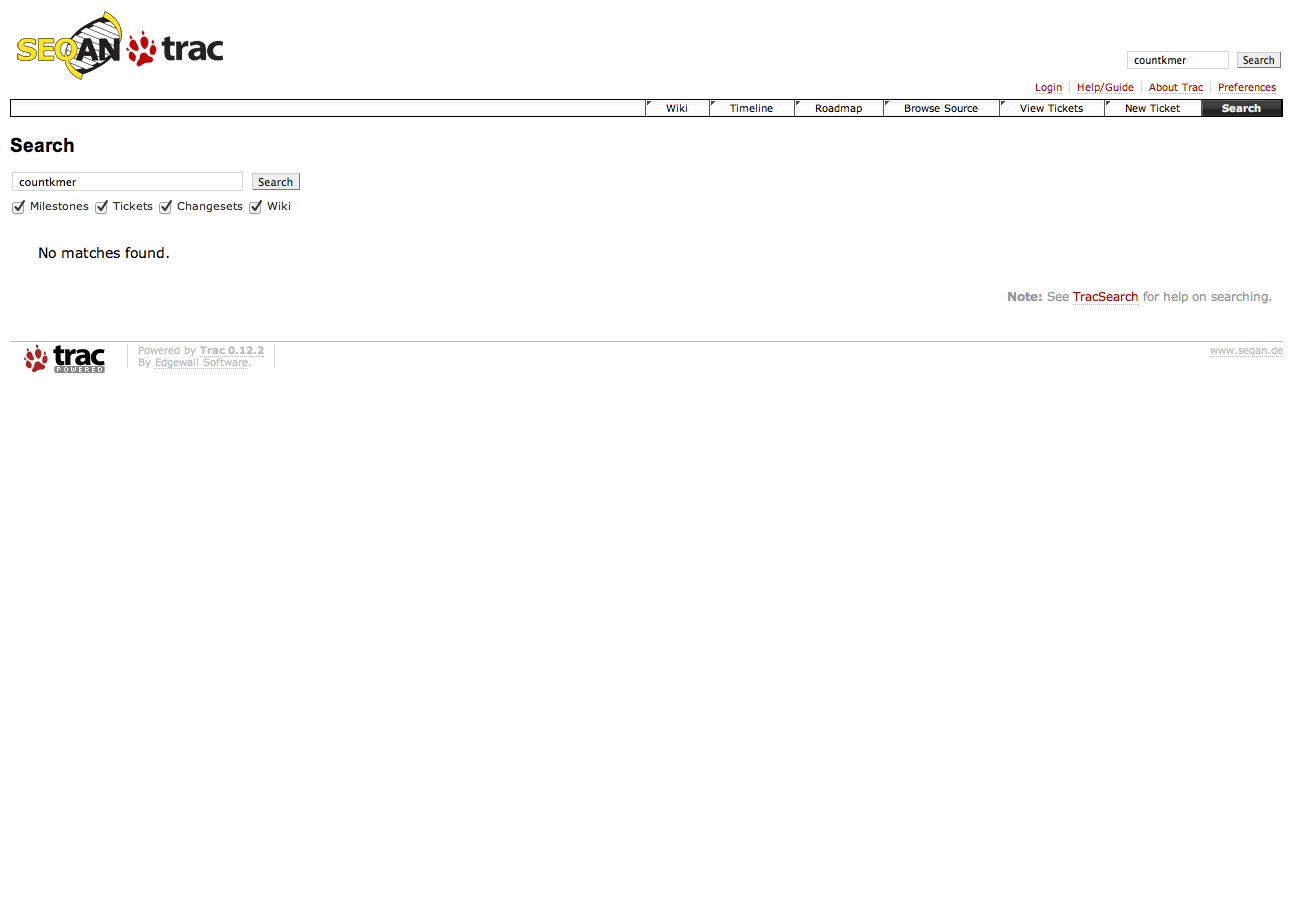 SEQAN trac
countkmer Search
Login Help/Guide About Trac Preferences
Wiki Timeline Roadmap Browse Source View Tickets New Ticket Search
Search
countkmer Search
Milestones Tickets Changesets Wiki
No matches found.
Note: See TracSearch for help on searching.
trac POWERED
Powered by Trac 0.12.2
By Edgewall Software.
www.seqan.de